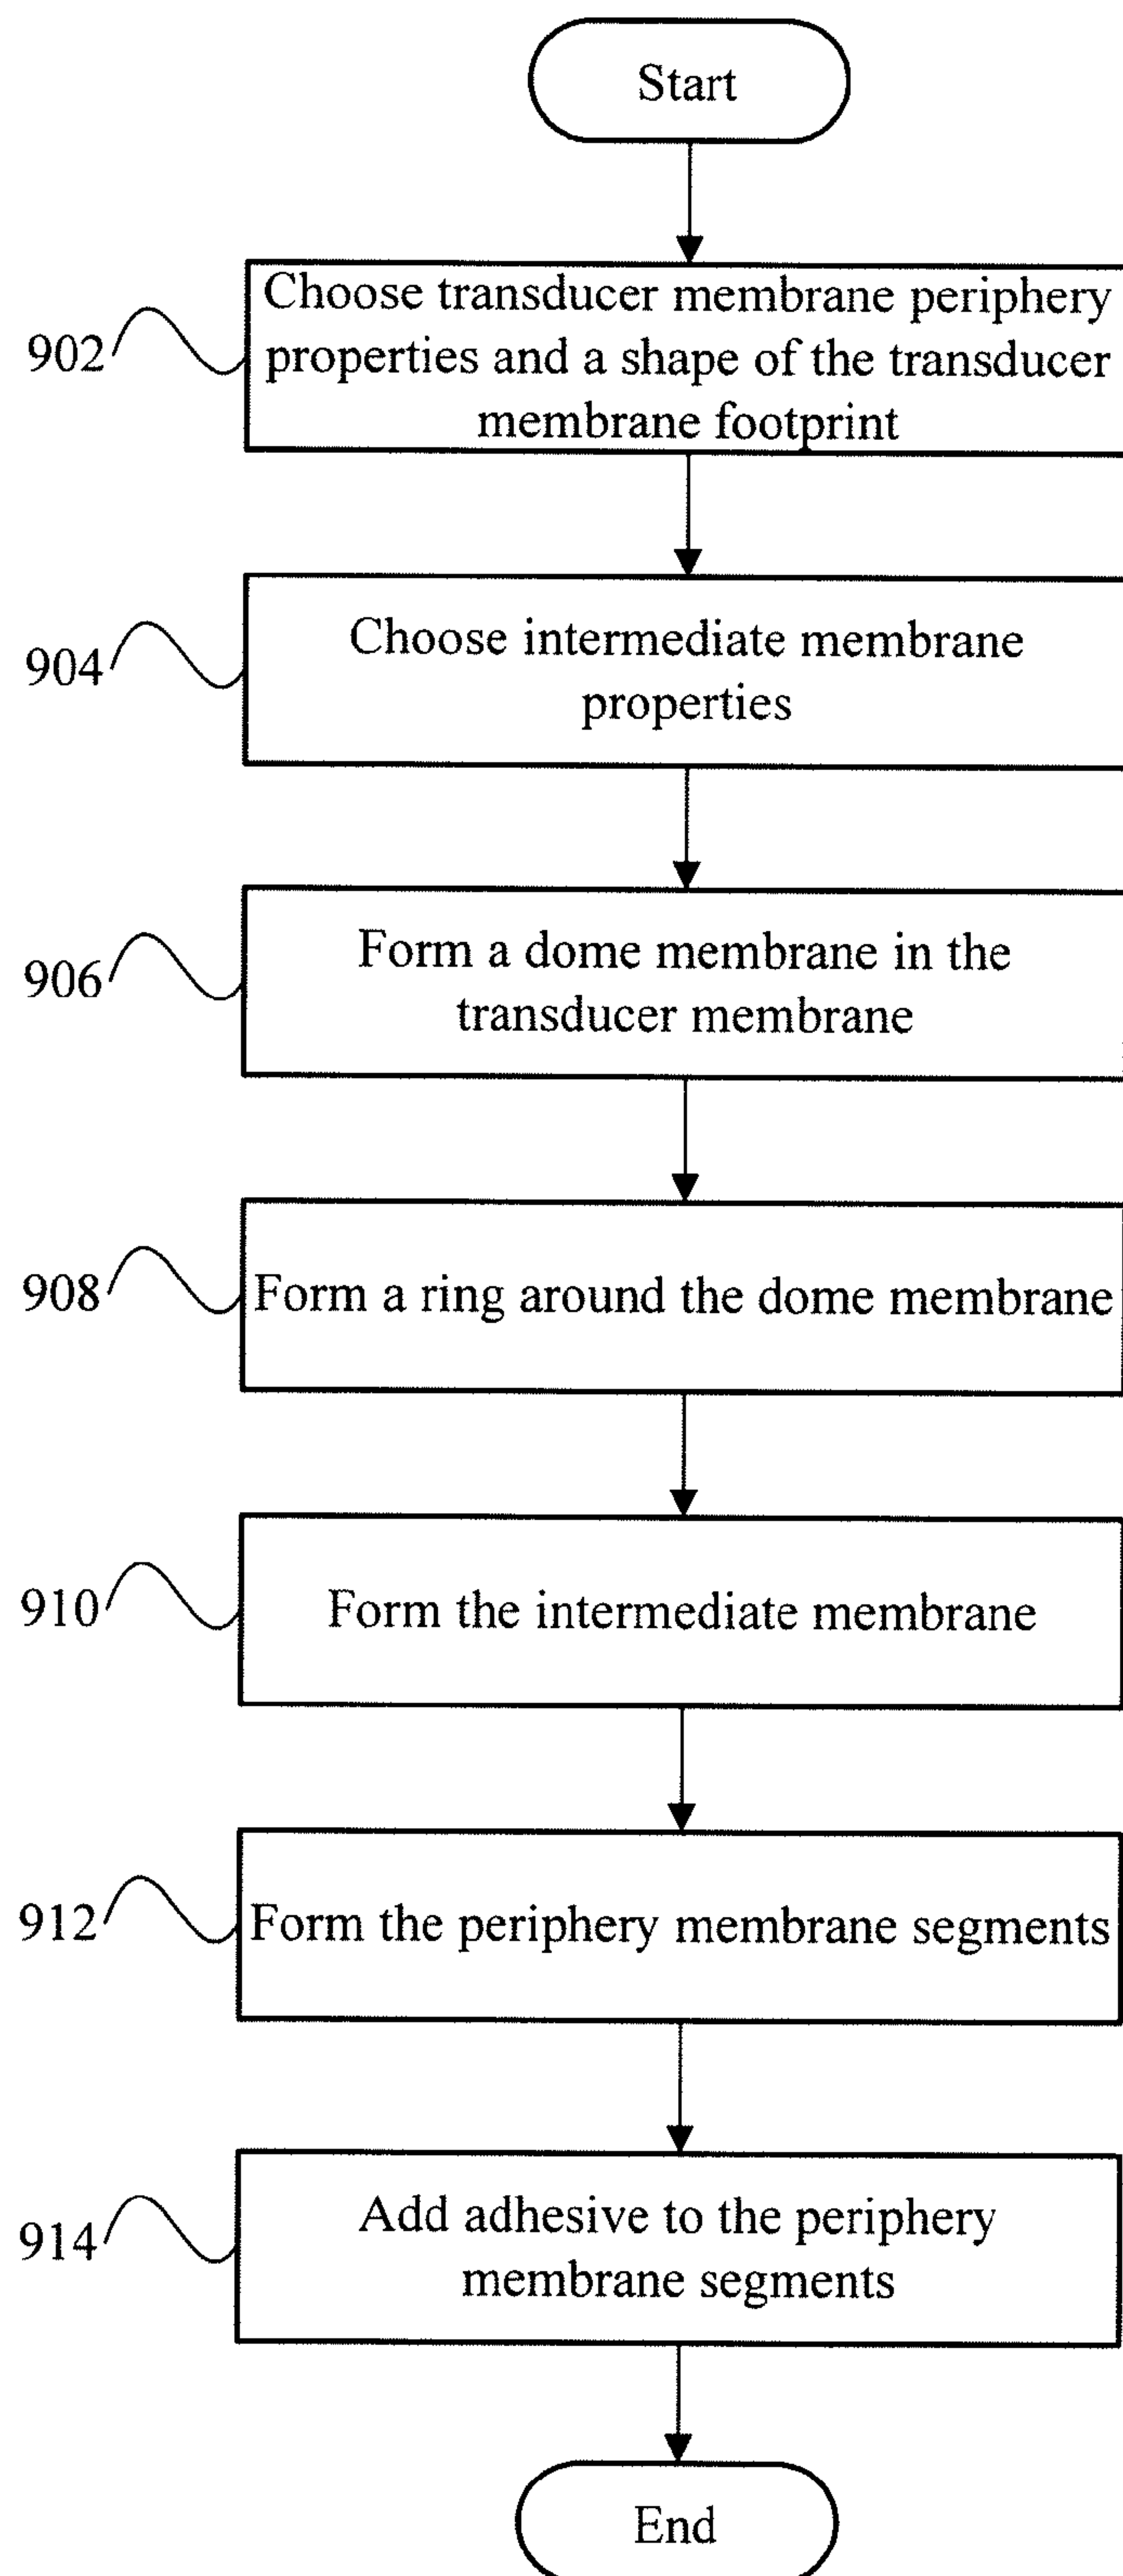 Start
902
Choose transducer membrane periphery
properties and a shape of the transducer
membrane footprint
904
Choose intermediate membrane
properties
906
Form a dome membrane in the
transducer membrane
908
Form a ring around the dome membrane
910
Form the intermediate membrane
912
Form the periphery membrane segments
914
Add adhesive to the periphery
membrane segments
End